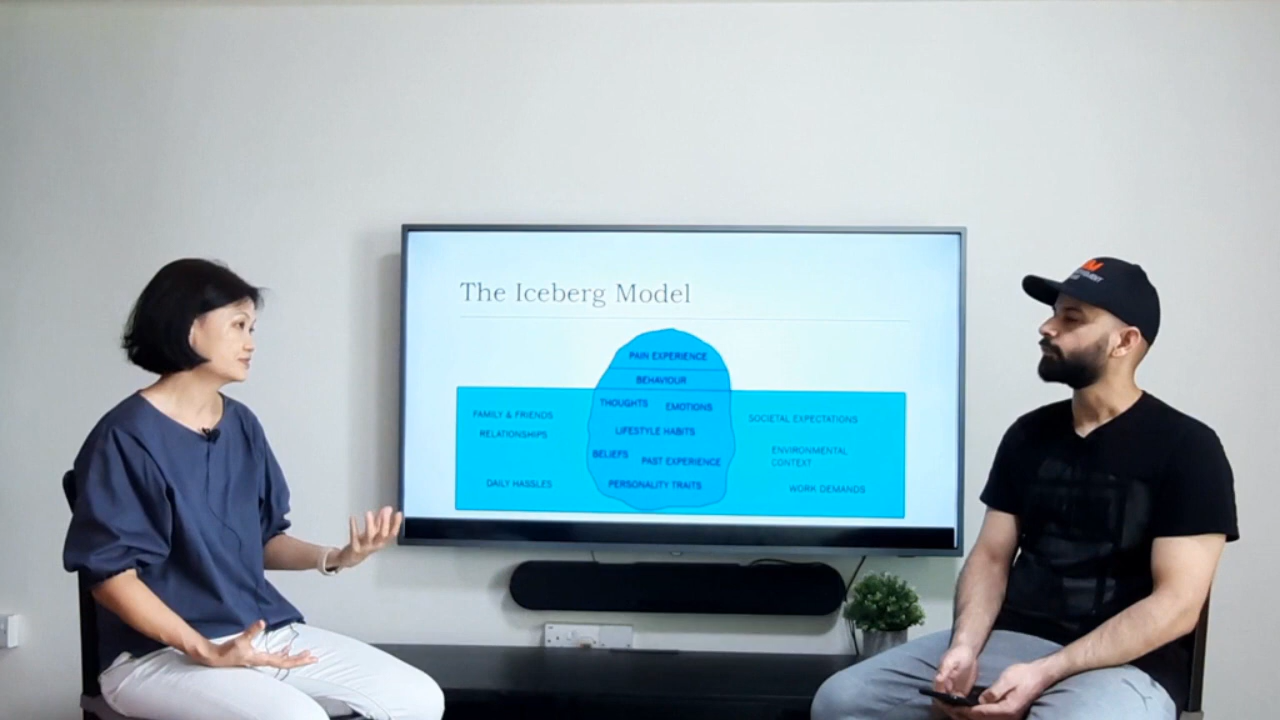 The Iceberg Model
PAIN EXPERIENCE
BEHAVIOUR
THOUGHTS EMOTIONS
LIFESTYLE HABITS
BELIEFS PAST EXPERIENCE
PERSONALITY TRAITS
FAMILY & FRIENDS
RELATIONSHIPS
DAILY HASSLES
SOCIETAL EXPECTATIONS
ENVIRONMENTAL
CONTEXT
WORK DEMANDS